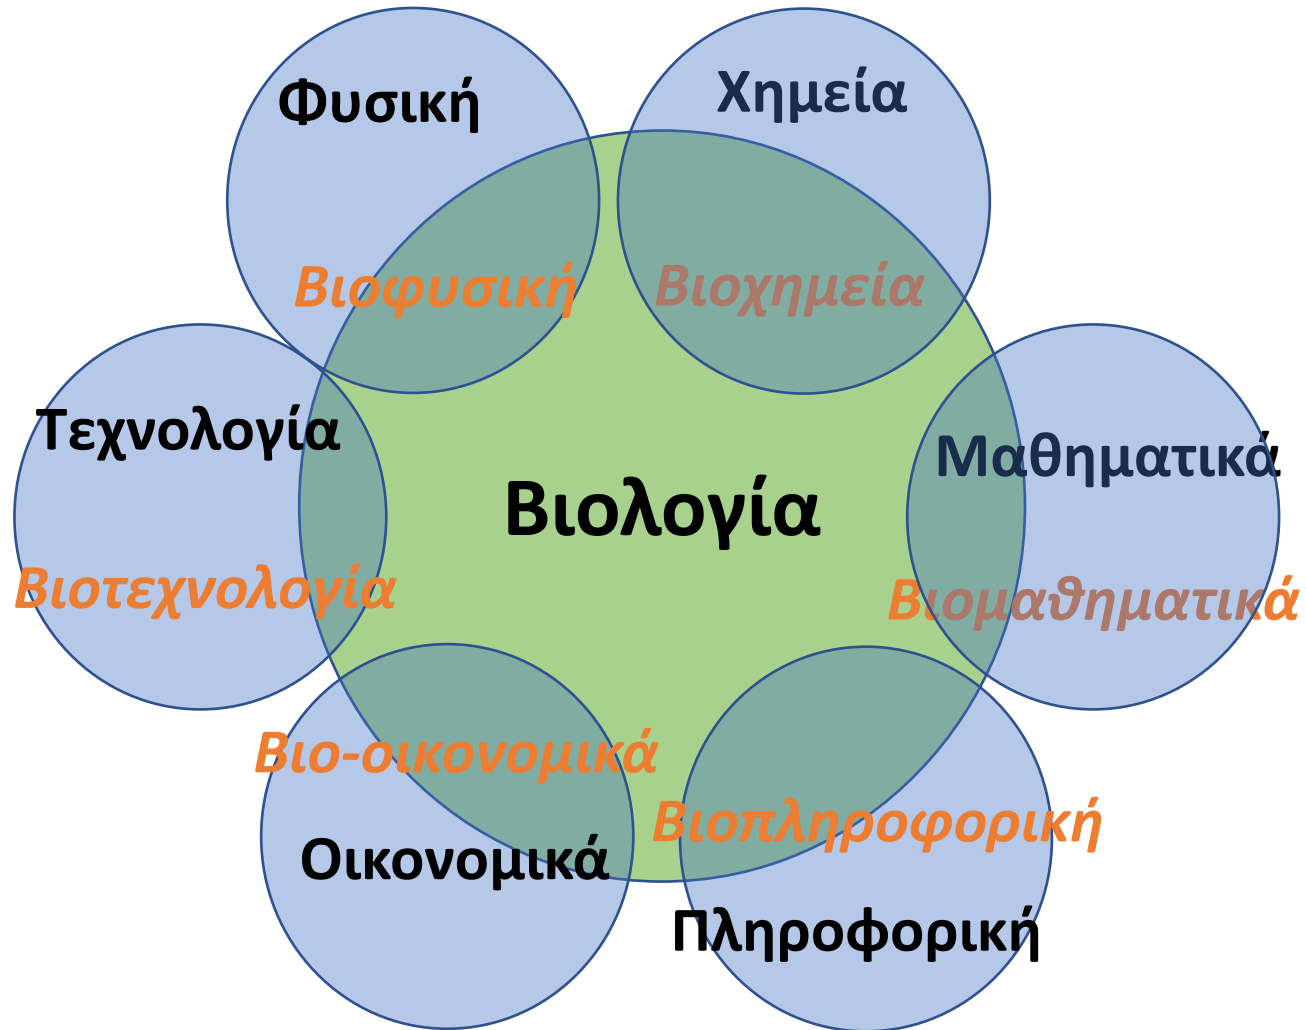 Φυσική
Χημεία
Βιοφυσική
Βιοχημεία
Τεχνολογία
Μαθηματικά
Βιολογία
Βιοτεχνολογία
Βιομαθηματικά
Βιο-οικονομικά
Βιοπληροφορική
Οικονομικά
Πληροφορική